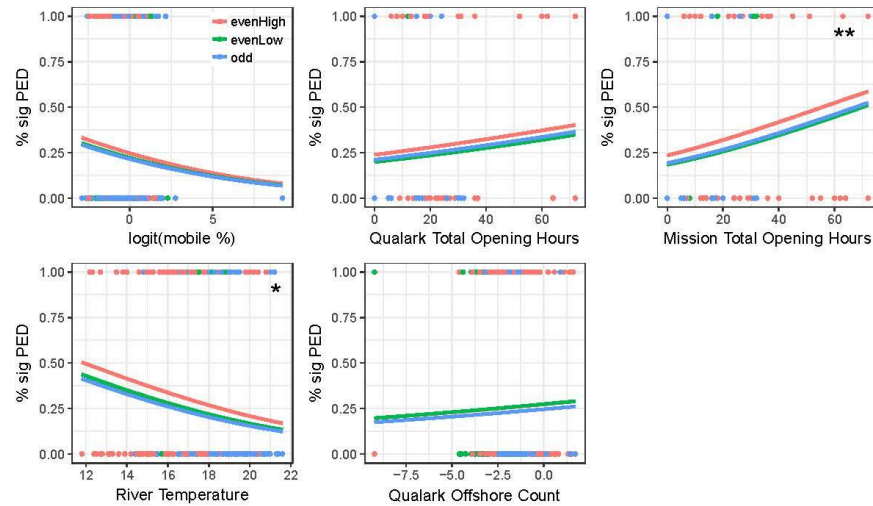 % sig PED
1.00
0.75
0.50
0.25
0.00
evenHigh
evenLow
odd
0 5
logit(mobile %)
% sig PED
1.00
0.75
0.50
0.25
0.00
0 20 40 60
Qualark Total Opening Hours
% sig PED
1.00
0.75
0.50
0.25
0.00
**
0 20 40 60
Mission Total Opening Hours
% sig PED
1.00
0.75
0.50
0.25
0.00
*
12 14 16 18 20 22
River Temperature
% sig PED
1.00
0.75
0.50
0.25
0.00
−7.5 −5.0 −2.5 0.0
Qualark Offshore Count